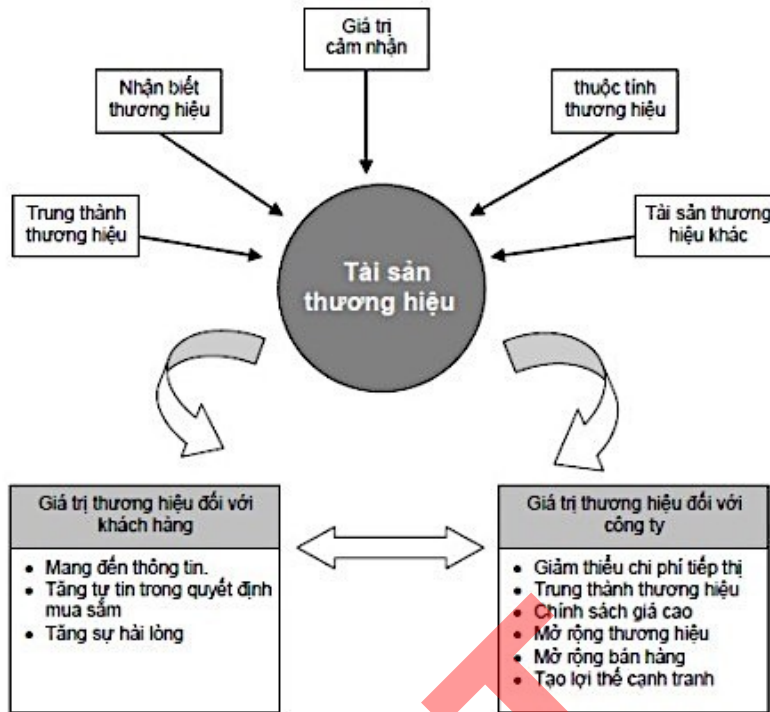 Giá trị
cảm nhận
Nhận biết
thương hiệu
thuộc tính
thương hiệu
Trung thành
thương hiệu
Tài sản thương
hiệu khác
Tài sản
thương hiệu
Giá trị thương hiệu đối với
khách hàng
• Mang đến thông tin.
• Tăng tự tin trong quyết định
mua sắm
• Tăng sự hài lòng
Giá trị thương hiệu đối với
công ty
• Giảm thiểu chi phí tiếp thị
• Trung thành thương hiệu
• Chính sách giá cao
• Mở rộng thương hiệu
• Mở rộng bán hàng
• Tạo lợi thế cạnh tranh